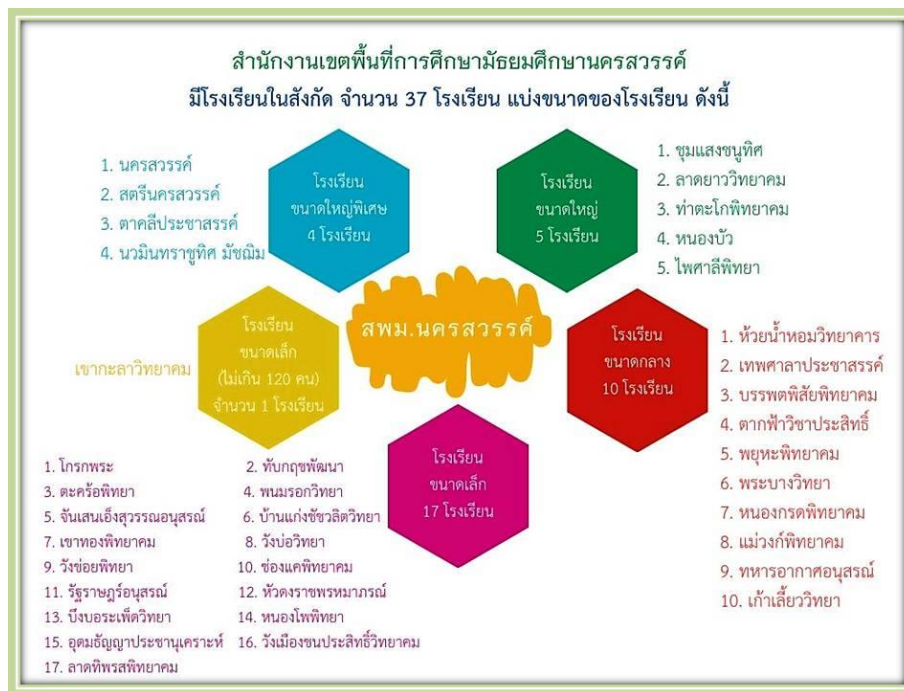 สำนักงานเขตพื้นที่การศึกษามัธยมศึกษานครสวรรค์
มีโรงเรียนในสังกัด จำนวน 37 โรงเรียน แบ่งขนาดของโรงเรียน ดังนี้
โรงเรียน
ขนาดใหญ่พิเศษ
4 โรงเรียน
1. นครสวรรค์
2. สตรีนครสวรรค์
3. ตาคลีประชาสรรค์
4. นวมินทราชูทิศ มัชฌิม
โรงเรียน
ขนาดใหญ่
5 โรงเรียน
1. ชุมแสงชนูทิศ
2. ลาดยาววิทยาคม
3. ท่าตะโกพิทยาคม
4. หนองบัว
5. ไพศาลีพิทยา
สพม.นครสวรรค์
โรงเรียน
ขนาดเล็ก
(ไม่เกิน 120 คน)
จำนวน 1 โรงเรียน
เขากะลาวิทยาคม
โรงเรียน
ขนาดกลาง
10 โรงเรียน
1. ห้วยน้ำหอมวิทยาคาร
2. เทพศาลาประชาสรรค์
3. บรรพตพิสัยพิทยาคม
4. ตากฟ้าวิชาประสิทธิ์
5. พยุหะพิทยาคม
6. พระบางวิทยา
7. หนองกรดพิทยาคม
8. แม่วงก์พิทยาคม
9. ทหารอากาศอนุสรณ์
10. เก้าเลี้ยววิทยา
โรงเรียน
ขนาดเล็ก
17 โรงเรียน
1. โกรกพระ
2. ทับกฤชพัฒนา
3. ตะคร้อพิทยา
4. พนมรอกวิทยา
5. จันเสนเอ็งสุวรรณอนุสรณ์
6. บ้านแก่งชัชวลิตวิทยา
7. เขาทองพิทยาคม
8. วังบ่อวิทยา
9. วังข่อยพิทยา
10. ช่องแคพิทยาคม
11. รัฐราษฎร์อนุสรณ์
12. หัวดงราชพรหมาภรณ์
13. บึงบอระเพ็ดวิทยา
14. หนองโพพิทยา
15. อุดมธัญญาประชานุเคราะห์
16. วังเมืองชนประสิทธิ์วิทยาคม
17. ลาดทิพรสพิทยาคม